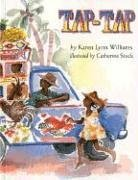 TAP-TAP
by Karen Lynn Williams
illustrated by Catherine Stock